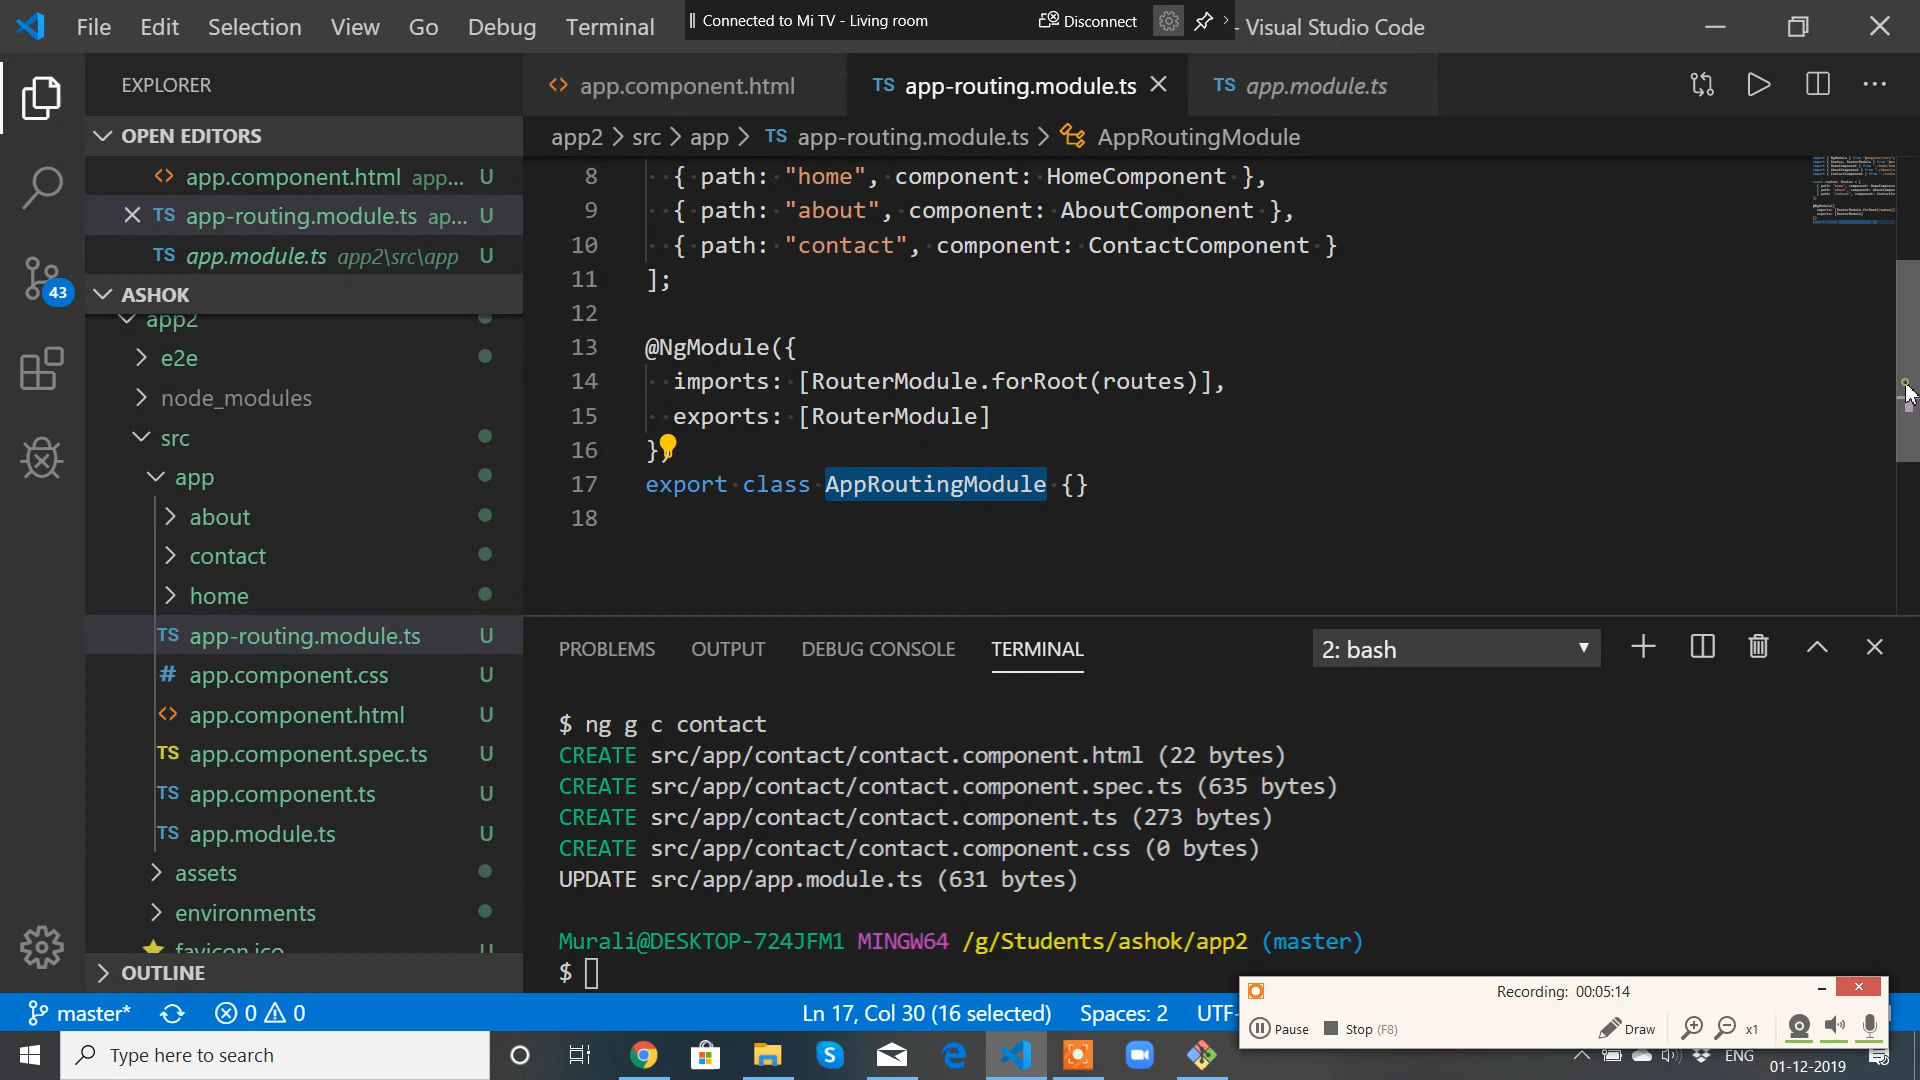 File Edit Selection View Go Debug Terminal
Connected to Mi TV - Living room Disconnect
- Visual Studio Code
EXPLORER
OPEN EDITORS
app.component.html app... U
app-routing.module.ts ap... U
app.module.ts app2\src\app U
ASHOK
app2
e2e
node_modules
src
app
about
contact
home
TS app-routing.module.ts U
# app.component.css U
<> app.component.html U
TS app.component.spec.ts U
TS app.component.ts U
TS app.module.ts U
assets
environments
favicon.ico U
OUTLINE
43
<> app.component.html TS app-routing.module.ts TS app.module.ts
app2 > src > app > TS app-routing.module.ts > AppRoutingModule
8 { path: "home", component: HomeComponent },
9 { path: "about", component: AboutComponent },
10 { path: "contact", component: ContactComponent }
11 ];
12
13 @NgModule({
14 imports: [RouterModule.forRoot(routes)],
15 exports: [RouterModule]
16 })
17 export class AppRoutingModule {}
18
PROBLEMS OUTPUT DEBUG CONSOLE TERMINAL 2: bash
$ ng g c contact
CREATE src/app/contact/contact.component.html (22 bytes)
CREATE src/app/contact/contact.component.spec.ts (635 bytes)
CREATE src/app/contact/contact.component.ts (273 bytes)
CREATE src/app/contact/contact.component.css (0 bytes)
UPDATE src/app/app.module.ts (631 bytes)
Murali@DESKTOP-724JFM1 MINGW64 /g/Students/ashok/app2 (master)
$
master* 0 0 Ln 17, Col 30 (16 selected) Spaces: 2 UTF-
Recording: 00:05:14
Pause Stop (F8) Draw x1
Type here to search
ENG
01-12-2019